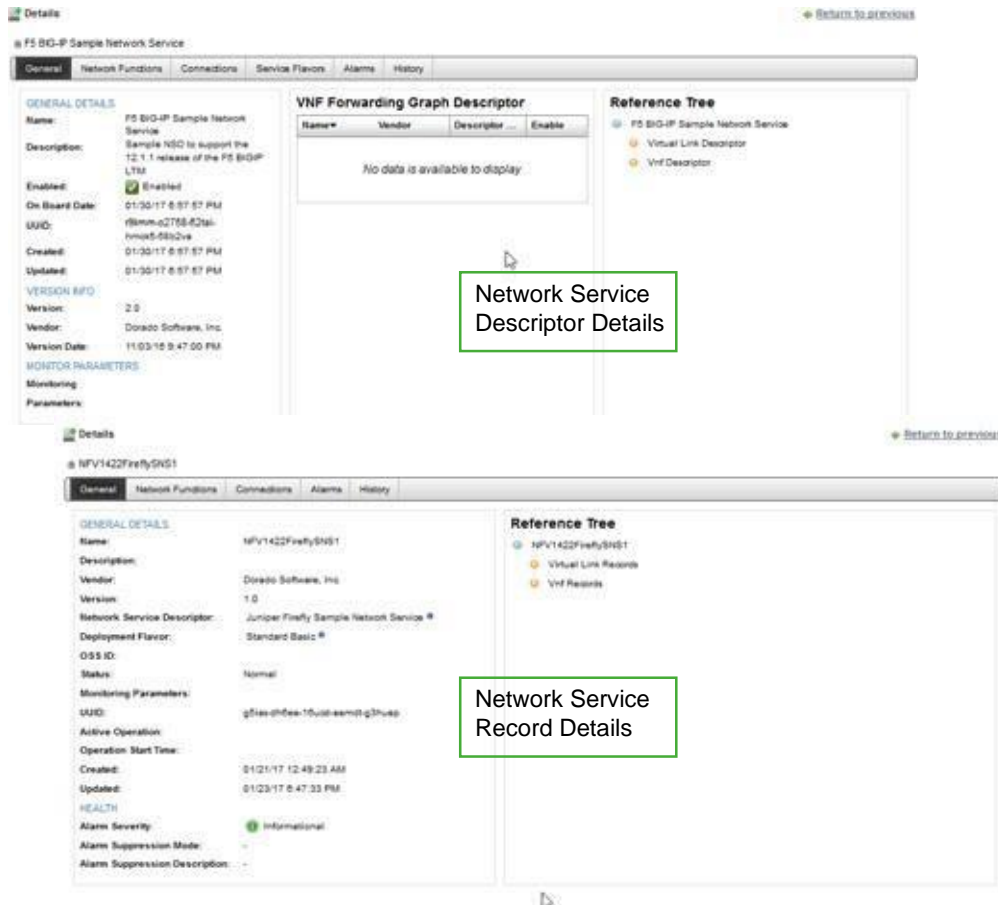 Details
Return to previous
F5 BIG-IP Sample Network Service
General Network Functions Connections Service Flavors Alarms History
GENERAL DETAILS
Name: F5 BIG-IP Sample Network
Service
Description: Sample NSD to support the
12.1.1 release of the F5 BIGIP
LTM
Enabled: Enabled
On Board Date: 01/30/17 6:57:57 PM
UUID:
Created: 01/30/17 6:57:57 PM
Updated: 01/30/17 6:57:57 PM
VERSION INFO
Version: 2.0
Vendor: Dorado Software, Inc.
Version Date: 11/03/16 9:47:00 PM
MONITOR PARAMETERS
Monitoring
Parameters:
VNF Forwarding Graph Descriptor
Name Vendor Descriptor ... Enable
No data is available to display
Reference Tree
F5 BIG-IP Sample Network Service
Virtual Link Descriptor
Vnf Descriptor
Network Service
Descriptor Details
Details
Return to previous
NFV1422FireflySNS1
General Network Functions Connections Alarms History
GENERAL DETAILS
Name: NFV1422FireflySNS1
Description:
Vendor: Dorado Software, Inc
Version: 1.0
Network Service Descriptor: Juniper Firefly Sample Network Service
Deployment Flavor: Standard Basic
OSS ID:
Status: Normal
Monitoring Parameters:
UUID:
Active Operation:
Operation Start Time:
Created: 01/21/17 12:49:23 AM
Updated: 01/23/17 6:47:33 PM
HEALTH
Alarm Severity: Informational
Alarm Suppression Mode: -
Alarm Suppression Description: -
Reference Tree
NFV1422FireflySNS1
Virtual Link Records
Vnf Records
Network Service
Record Details